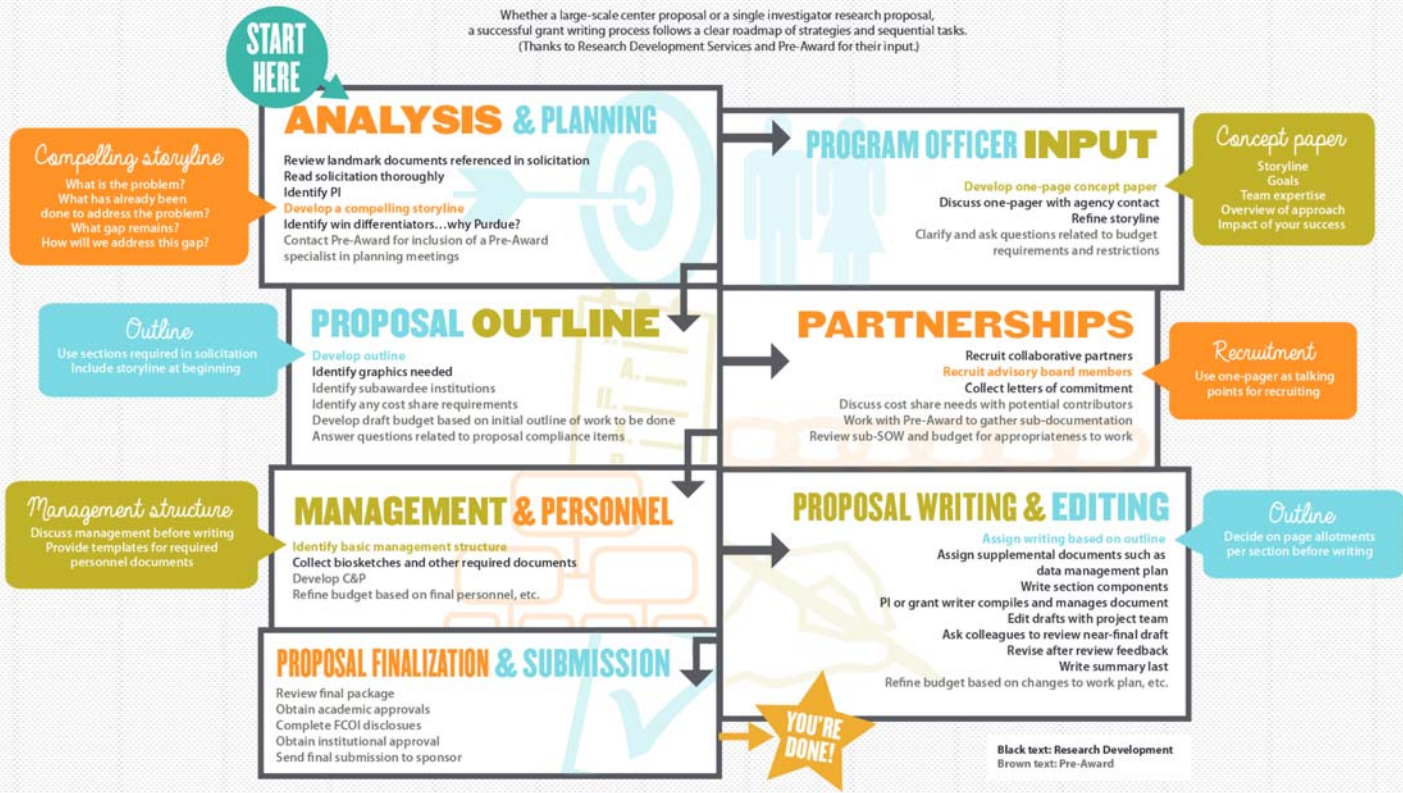 Whether a large-scale center proposal or a single investigator research proposal,
a successful grant writing process follows a clear roadmap of strategies and sequential tasks.
(Thanks to Research Development Services and Pre-Award for their input.)
START
HERE
ANALYSIS & PLANNING
Review landmark documents referenced in solicitation
Read solicitation thoroughly
Identify PI
Develop a compelling storyline
Identify win differentiators...why Purdue?
Contact Pre-Award for inclusion of a Pre-Award
specialist in planning meetings
Compelling storyline
What is the problem?
What has already been
done to address the problem?
What gap remains?
How will we address this gap?
PROGRAM OFFICER INPUT
Develop one-page concept paper
Discuss one-pager with agency contact
Refine storyline
Clarify and ask questions related to budget
requirements and restrictions
Concept paper
Storyline
Goals
Team expertise
Overview of approach
Impact of your success
PROPOSAL OUTLINE
Develop outline
Identify graphics needed
Identify subawardee institutions
Identify any cost share requirements
Develop draft budget based on initial outline of work to be done
Answer questions related to proposal compliance items
Outline
Use sections required in solicitation
Include storyline at beginning
PARTNERSHIPS
Recruit collaborative partners
Recruit advisory board members
Collect letters of commitment
Discuss cost share needs with potential contributors
Work with Pre-Award to gather sub-documentation
Review sub-SOW and budget for appropriateness to work
Recruitment
Use one-pager as talking
points for recruiting
MANAGEMENT & PERSONNEL
Identify basic management structure
Collect biosketches and other required documents
Develop C&P
Refine budget based on final personnel, etc.
Management structure
Discuss management before writing
Provide templates for required
personnel documents
PROPOSAL WRITING & EDITING
Assign writing based on outline
Assign supplemental documents such as
data management plan
Write section components
PI or grant writer compiles and manages document
Edit drafts with project team
Ask colleagues to review near-final draft
Revise after review feedback
Write summary last
Refine budget based on changes to work plan, etc.
Outline
Decide on page allotments
per section before writing
PROPOSAL FINALIZATION & SUBMISSION
Review final package
Obtain academic approvals
Complete FCOI disclosues
Obtain institutional approval
Send final submission to sponsor
YOU'RE
DONE!
Black text: Research Development
Brown text: Pre-Award